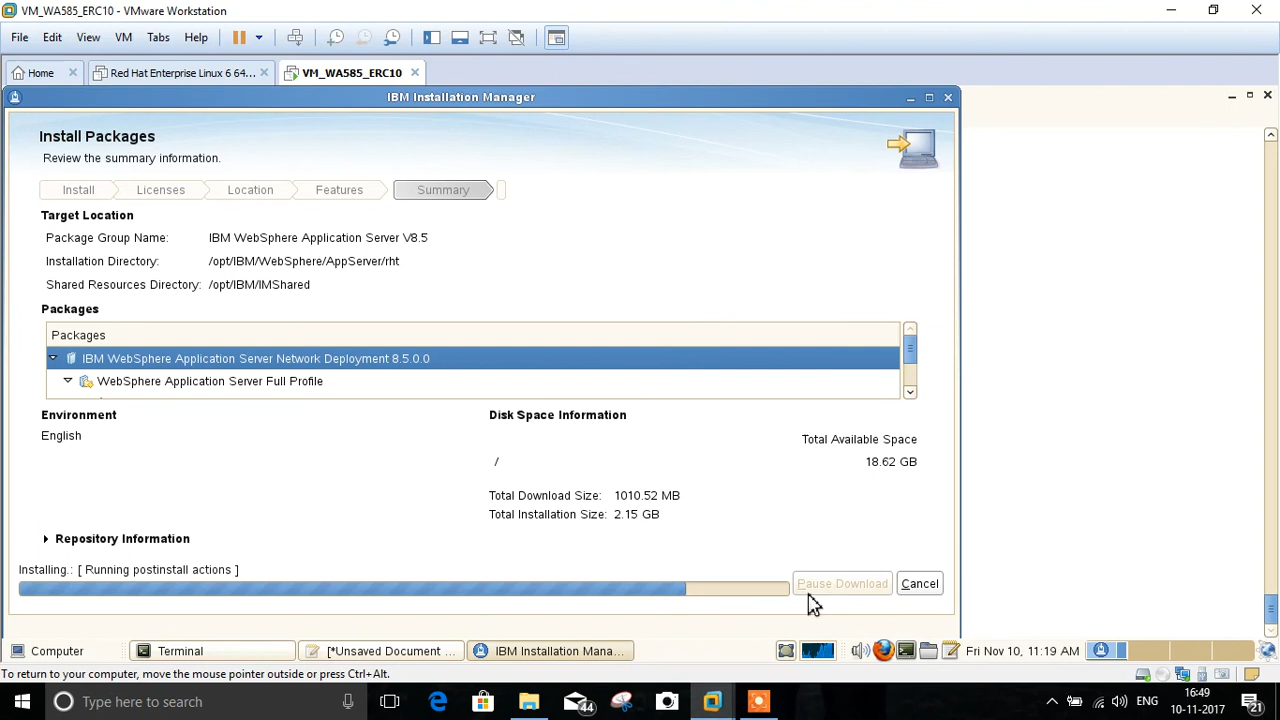 VM_WA585_ERC10 - VMware Workstation
File Edit View VM Tabs Help
Home Red Hat Enterprise Linux 6 64... VM_WA585_ERC10
IBM Installation Manager
Install Packages
Review the summary information.
Install Licenses Location Features Summary
Target Location
Package Group Name: IBM WebSphere Application Server V8.5
Installation Directory: /opt/IBM/WebSphere/AppServer/rht
Shared Resources Directory: /opt/IBM/IMShared
Packages
Packages
IBM WebSphere Application Server Network Deployment 8.5.0.0
WebSphere Application Server Full Profile
Environment Disk Space Information
English Total Available Space
/ 18.62 GB
Total Download Size: 1010.52 MB
Total Installation Size: 2.15 GB
Repository Information
Installing.: [ Running postinstall actions ]
Pause Download Cancel
Computer Terminal [*Unsaved Document ... IBM Installation Mana... Fri Nov 10, 11:19 AM
To return to your computer, move the mouse pointer outside or press Ctrl+Alt.
Type here to search 44 ENG 16:49
10-11-2017 21